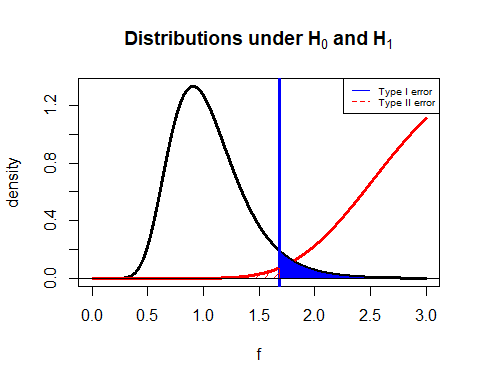 Distributions under H₀ and H₁
Type I error
Type II error
density
0.0 0.4 0.8 1.2
0.0 0.5 1.0 1.5 2.0 2.5 3.0
f